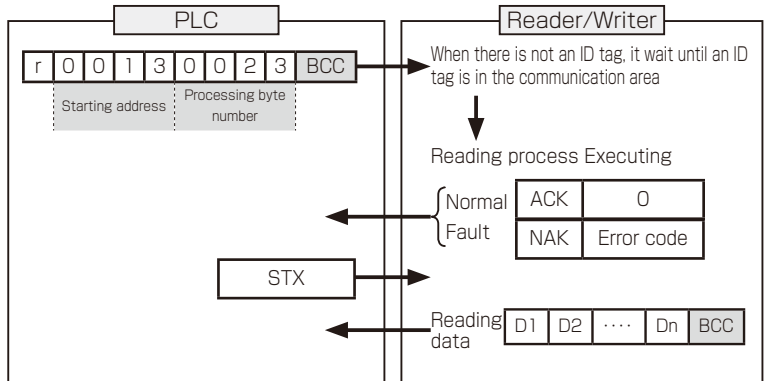 PLC
Reader/Writer
r 0 0 1 3 0 0 2 3 BCC
Starting address
Processing byte
number
When there is not an ID tag, it wait until an ID
tag is in the communication area
Reading process Executing
Normal ACK 0
Fault NAK Error code
STX
Reading
data
D1 D2 ···· Dn BCC